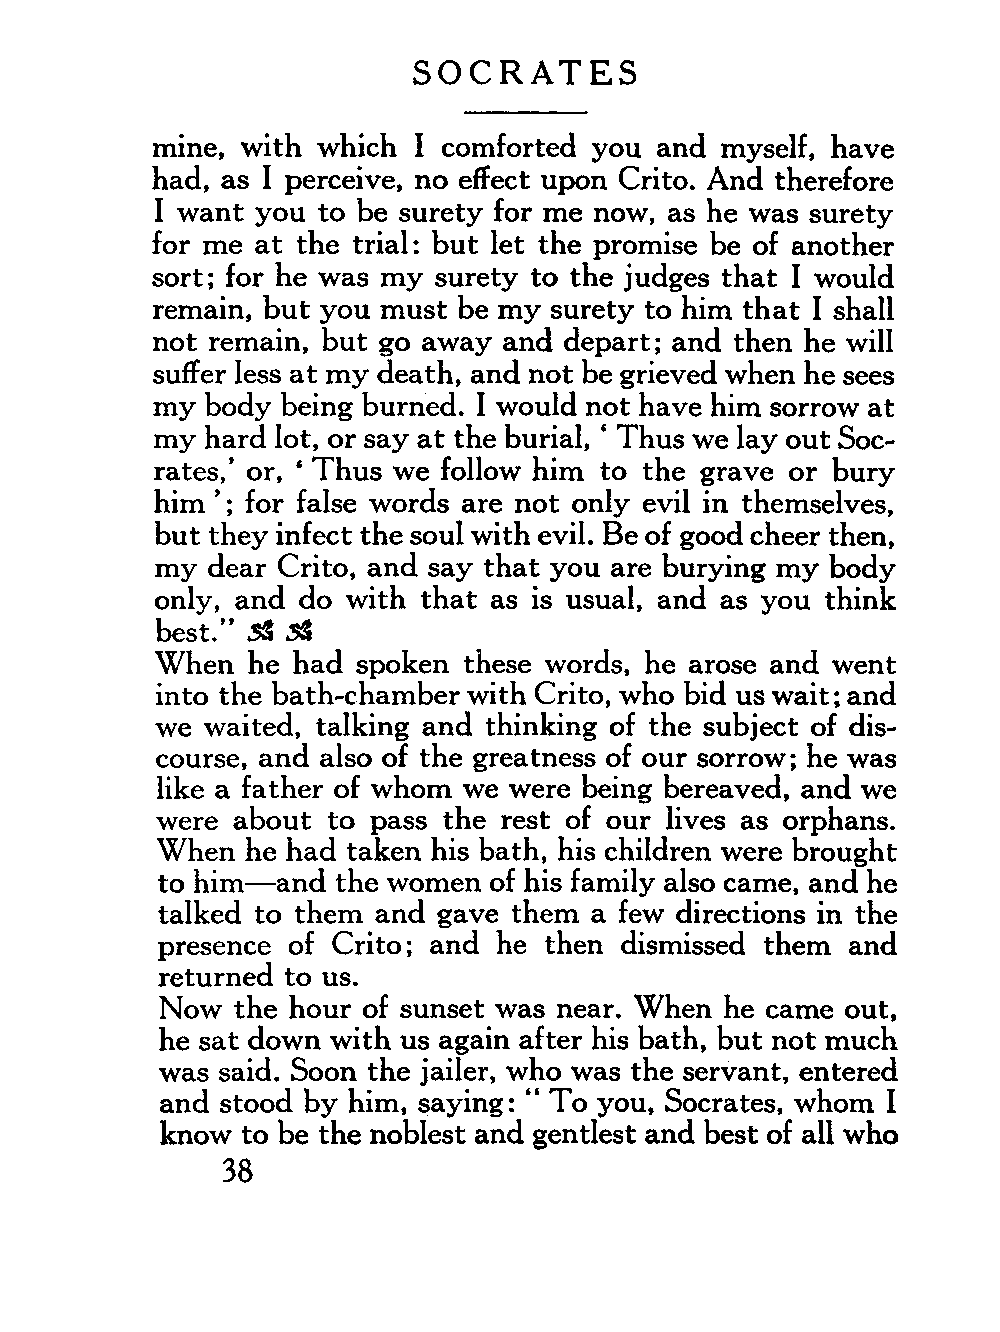 SOCRATES
mine, with which I comforted you and myself, have
had, as I perceive, no effect upon Crito. And therefore
I want you to be surety for me now, as he was surety
for me at the trial: but let the promise be of another
sort; for he was my surety to the judges that I would
remain, but you must be my surety to him that I shall
not remain, but go away and depart; and then he will
suffer less at my death, and not be grieved when he sees
my body being burned. I would not have him sorrow at
my hard lot, or say at the burial, ‘ Thus we lay out Soc-
rates,’ or, ‘ Thus we follow him to the grave or bury
him ’; for false words are not only evil in themselves,
but they infect the soul with evil. Be of good cheer then,
my dear Crito, and say that you are burying my body
only, and do with that as is usual, and as you think
best.”
When he had spoken these words, he arose and went
into the bath-chamber with Crito, who bid us wait; and
we waited, talking and thinking of the subject of dis-
course, and also of the greatness of our sorrow; he was
like a father of whom we were being bereaved, and we
were about to pass the rest of our lives as orphans.
When he had taken his bath, his children were brought
to him—and the women of his family also came, and he
talked to them and gave them a few directions in the
presence of Crito; and he then dismissed them and
returned to us.
Now the hour of sunset was near. When he came out,
he sat down with us again after his bath, but not much
was said. Soon the jailer, who was the servant, entered
and stood by him, saying: “ To you, Socrates, whom I
know to be the noblest and gentlest and best of all who
38